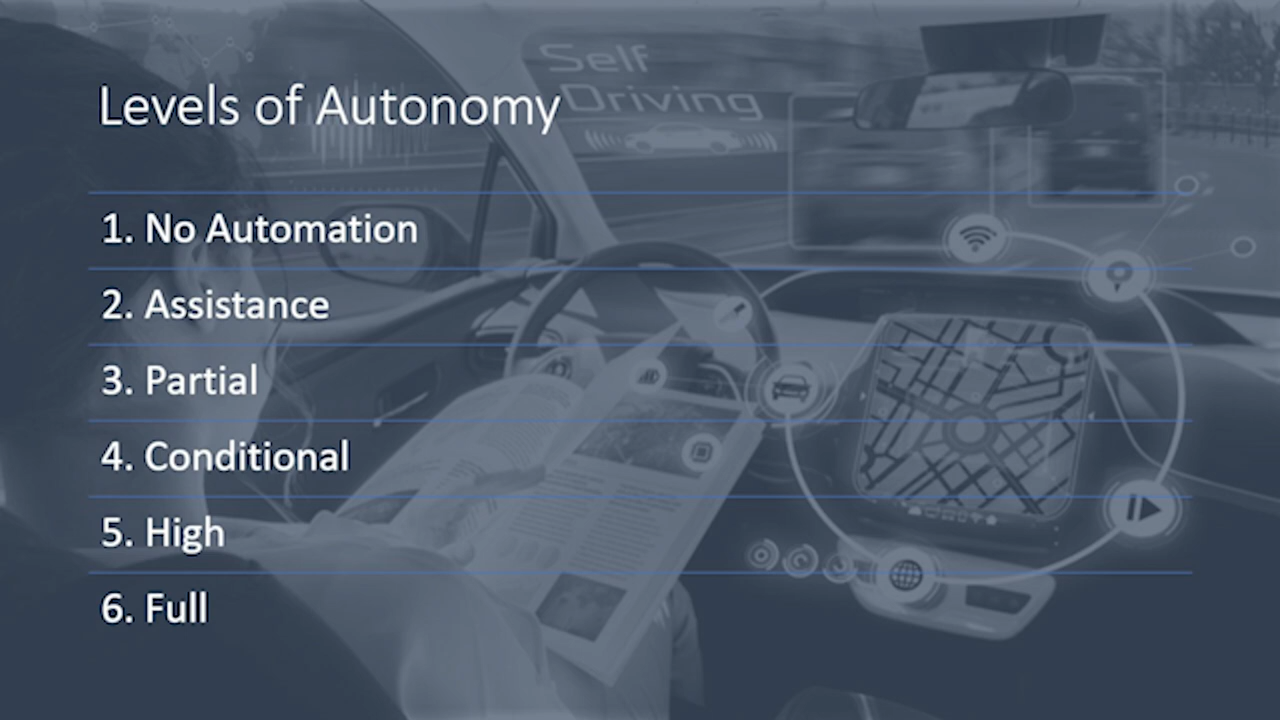 Self
Driving
Levels of Autonomy
1. No Automation
2. Assistance
3. Partial
4. Conditional
5. High
6. Full